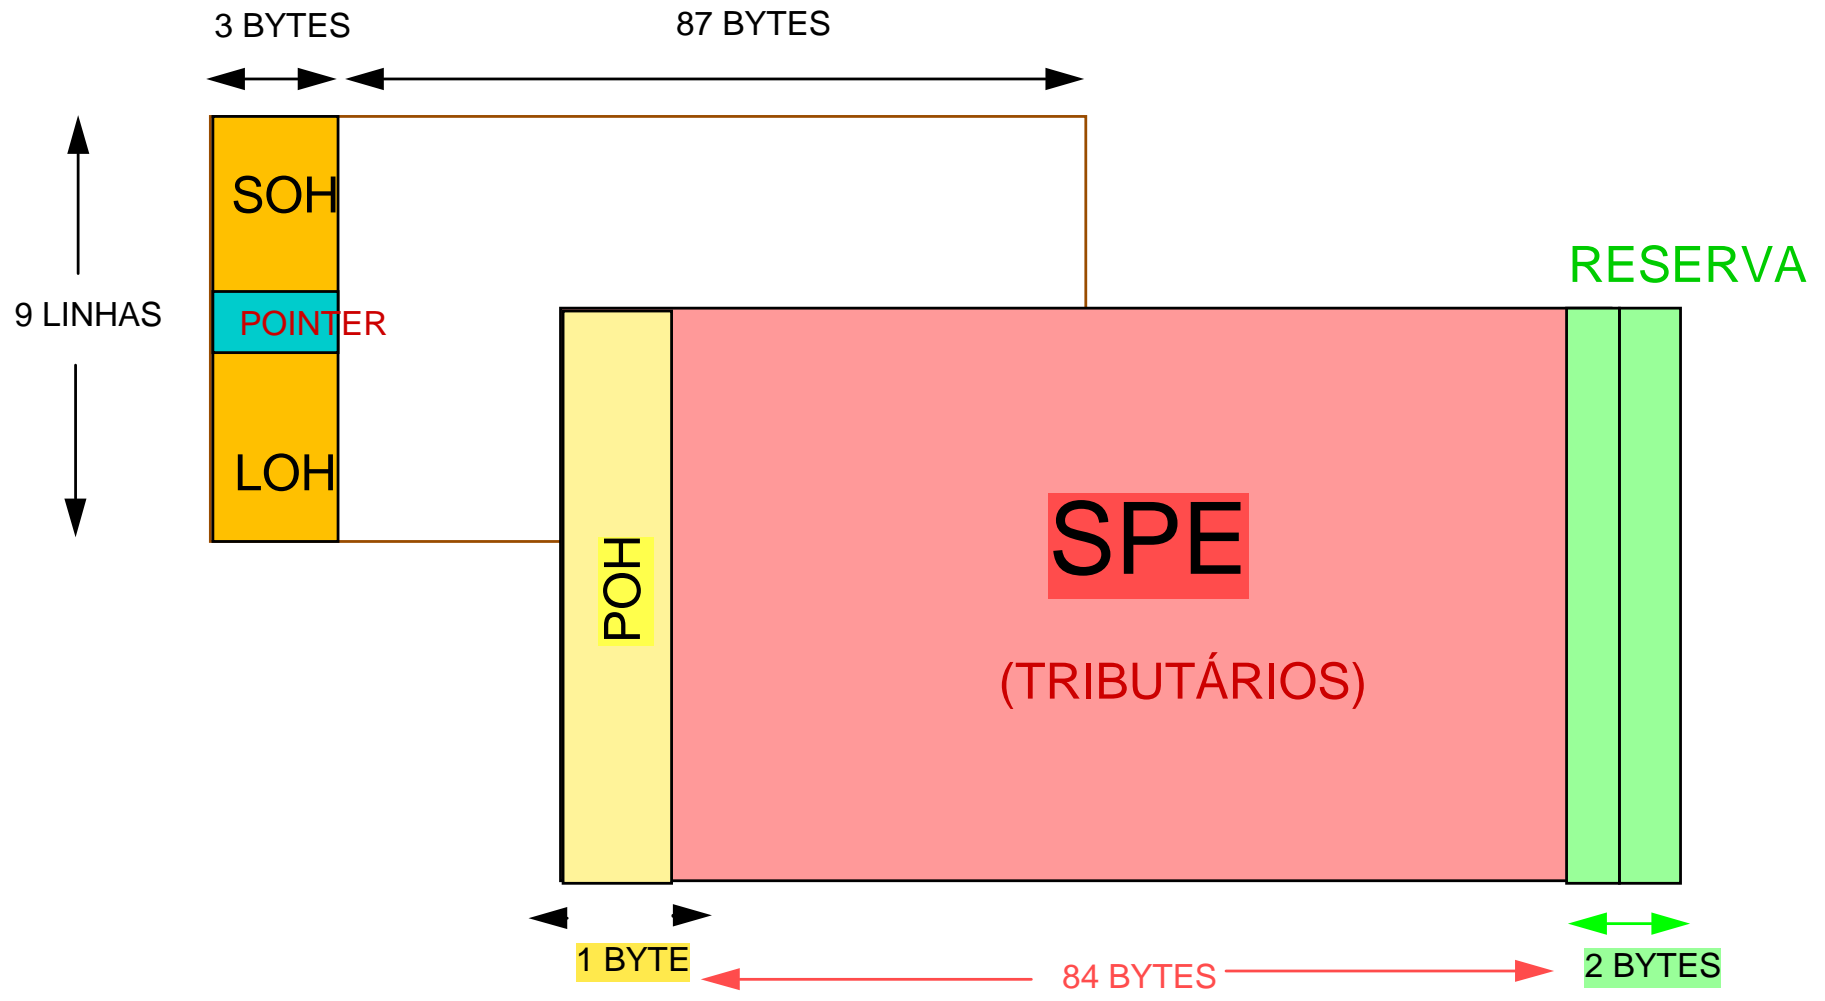 3 BYTES
87 BYTES
SOH
RESERVA
9 LINHAS
POINTER
LOH
SPE
POH
(TRIBUTÁRIOS)
1 BYTE
84 BYTES
2 BYTES